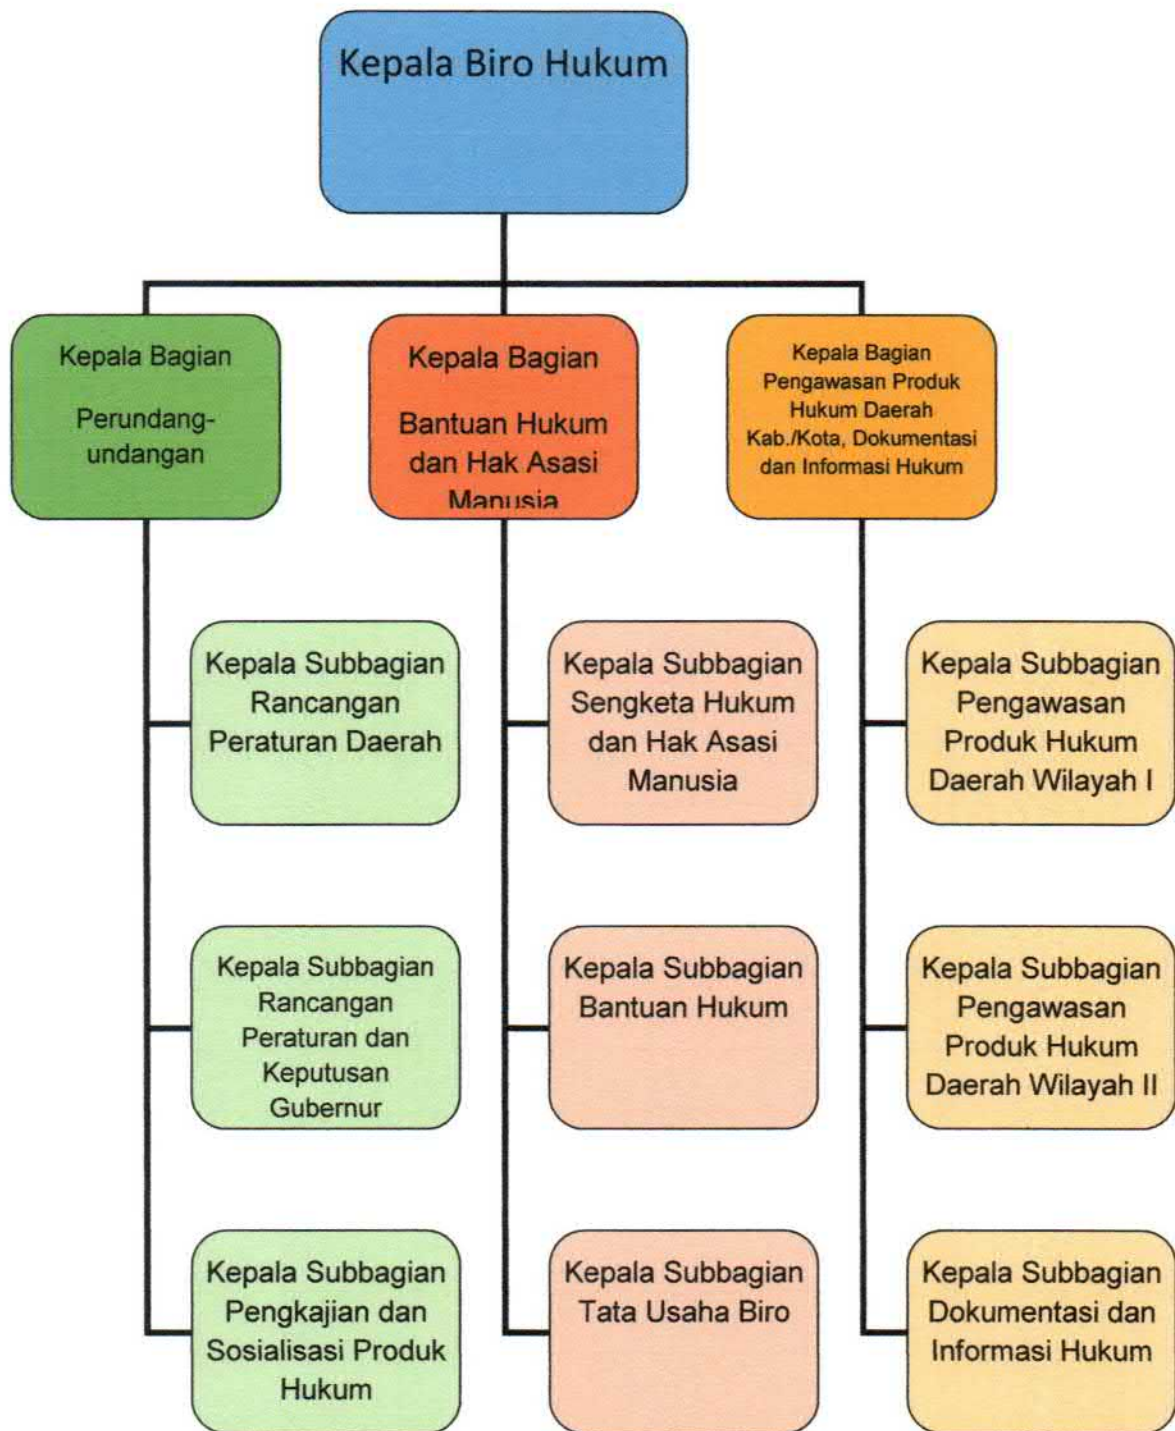 Kepala Biro Hukum
Kepala Bagian
Perundang-
undangan
Kepala Bagian
Bantuan Hukum
dan Hak Asasi
Manusia
Kepala Bagian
Pengawasan Produk
Hukum Daerah
Kab./Kota, Dokumentasi
dan Informasi Hukum
Kepala Subbagian
Rancangan
Peraturan Daerah
Kepala Subbagian
Sengketa Hukum
dan Hak Asasi
Manusia
Kepala Subbagian
Pengawasan
Produk Hukum
Daerah Wilayah I
Kepala Subbagian
Rancangan
Peraturan dan
Keputusan
Gubernur
Kepala Subbagian
Bantuan Hukum
Kepala Subbagian
Pengawasan
Produk Hukum
Daerah Wilayah II
Kepala Subbagian
Pengkajian dan
Sosialisasi Produk
Hukum
Kepala Subbagian
Tata Usaha Biro
Kepala Subbagian
Dokumentasi dan
Informasi Hukum